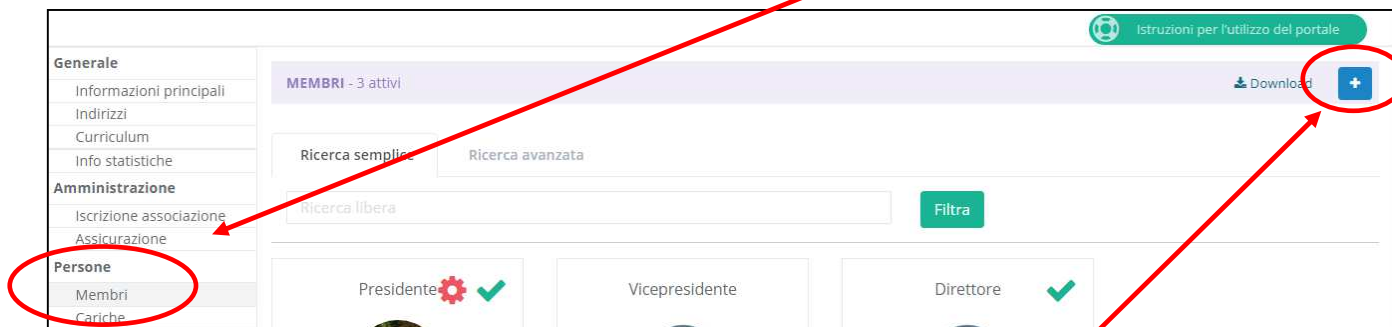 Istruzioni per l'utilizzo del portale
Generale
Informazioni principali
Indirizzi
Curriculum
Info statistiche
Amministrazione
Iscrizione associazione
Assicurazione
Persone
Membri
Cariche
MEMBRI - 3 attivi
Download
+
Ricerca semplice
Ricerca avanzata
Ricerca libera
Filtra
Presidente
Vicepresidente
Direttore